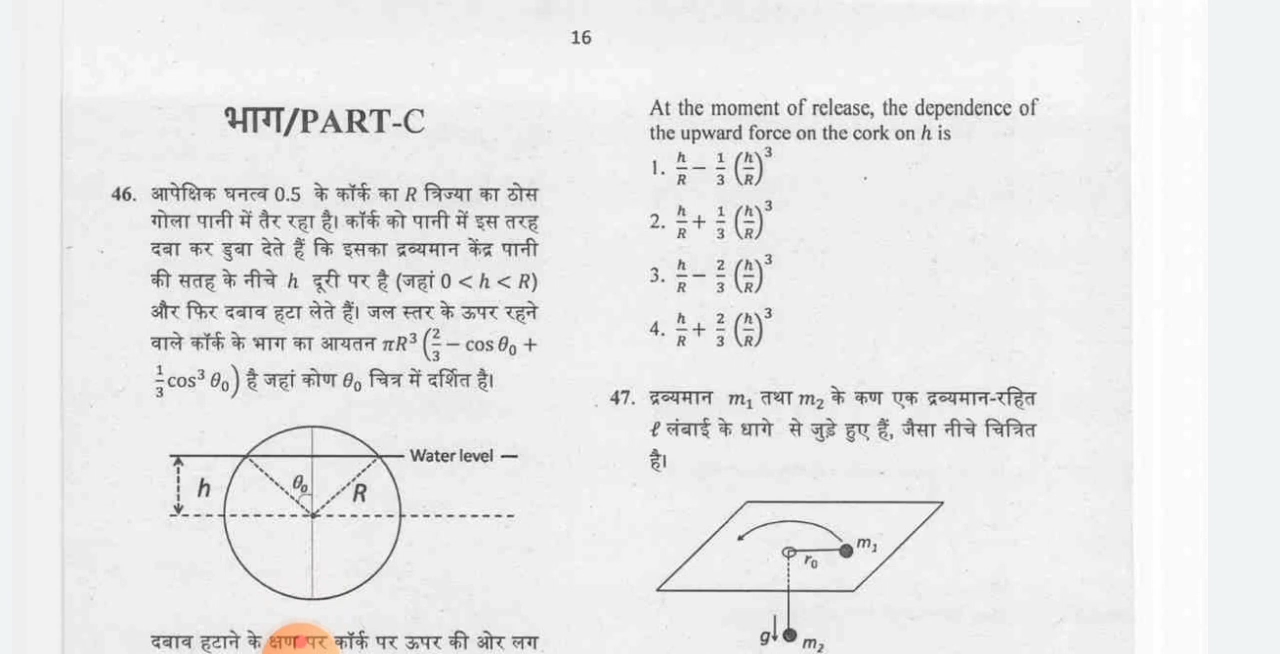 16
भाग/PART-C
46. आपेक्षिक घनत्व 0.5 के कॉर्क का R त्रिज्या का ठोस
गोला पानी में तैर रहा है। कॉर्क को पानी में इस तरह
दबा कर डुबा देते हैं कि इसका द्रव्यमान केंद्र पानी
की सतह के नीचे h दूरी पर है (जहां 0 < h < R)
और फिर दबाव हटा लेते हैं। जल स्तर के ऊपर रहने
वाले कॉर्क के भाग का आयतन πR³ (2/3 − cos θ₀ +
1/3 cos³ θ₀) है जहां कोण θ₀ चित्र में दर्शित है।
Water level
h
θ₀
R
दबाव हटाने के क्षण पर कॉर्क पर ऊपर की ओर लग
At the moment of release, the dependence of
the upward force on the cork on h is
1. h/R − 1/3 (h/R)³
2. h/R + 1/3 (h/R)³
3. h/R − 2/3 (h/R)³
4. h/R + 2/3 (h/R)³
47. द्रव्यमान m₁ तथा m₂ के कण एक द्रव्यमान-रहित
ℓ लंबाई के धागे से जुड़े हुए हैं, जैसा नीचे चित्रित
है।
m₁
r₀
g
m₂